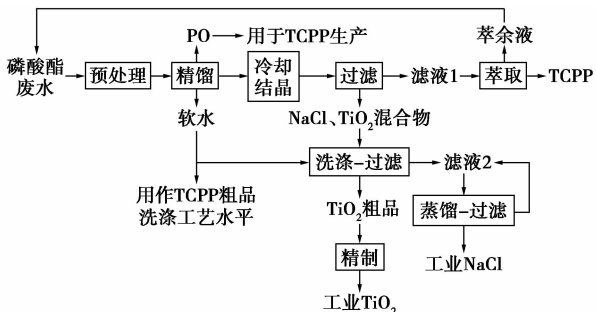 PO
用于TCPP生产
萃余液
磷酸酯
废水
预处理
精馏
冷却
结晶
过滤
滤液1
萃取
TCPP
软水
NaCl、TiO₂混合物
洗涤-过滤
滤液2
用作TCPP粗品
洗涤工艺水平
TiO₂粗品
蒸馏-过滤
精制
工业NaCl
工业TiO₂